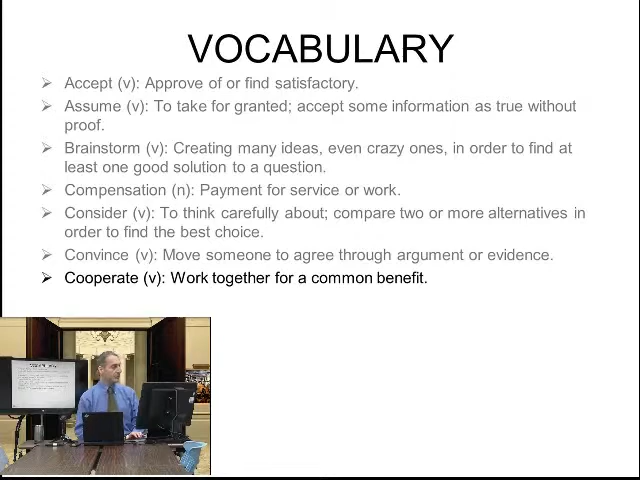 VOCABULARY
Accept (v): Approve of or find satisfactory.
Assume (v): To take for granted; accept some information as true without
proof.
Brainstorm (v): Creating many ideas, even crazy ones, in order to find at
least one good solution to a question.
Compensation (n): Payment for service or work.
Consider (v): To think carefully about; compare two or more alternatives in
order to find the best choice.
Convince (v): Move someone to agree through argument or evidence.
Cooperate (v): Work together for a common benefit.
VOCABULARY